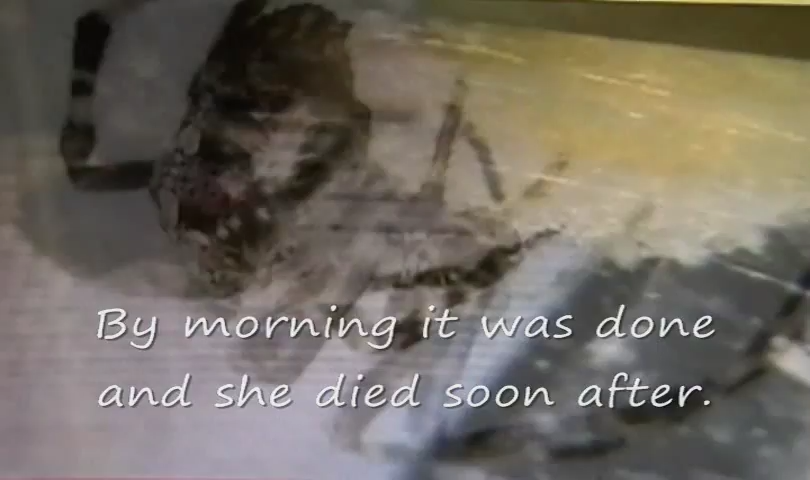 By morning it was done
and she died soon after.